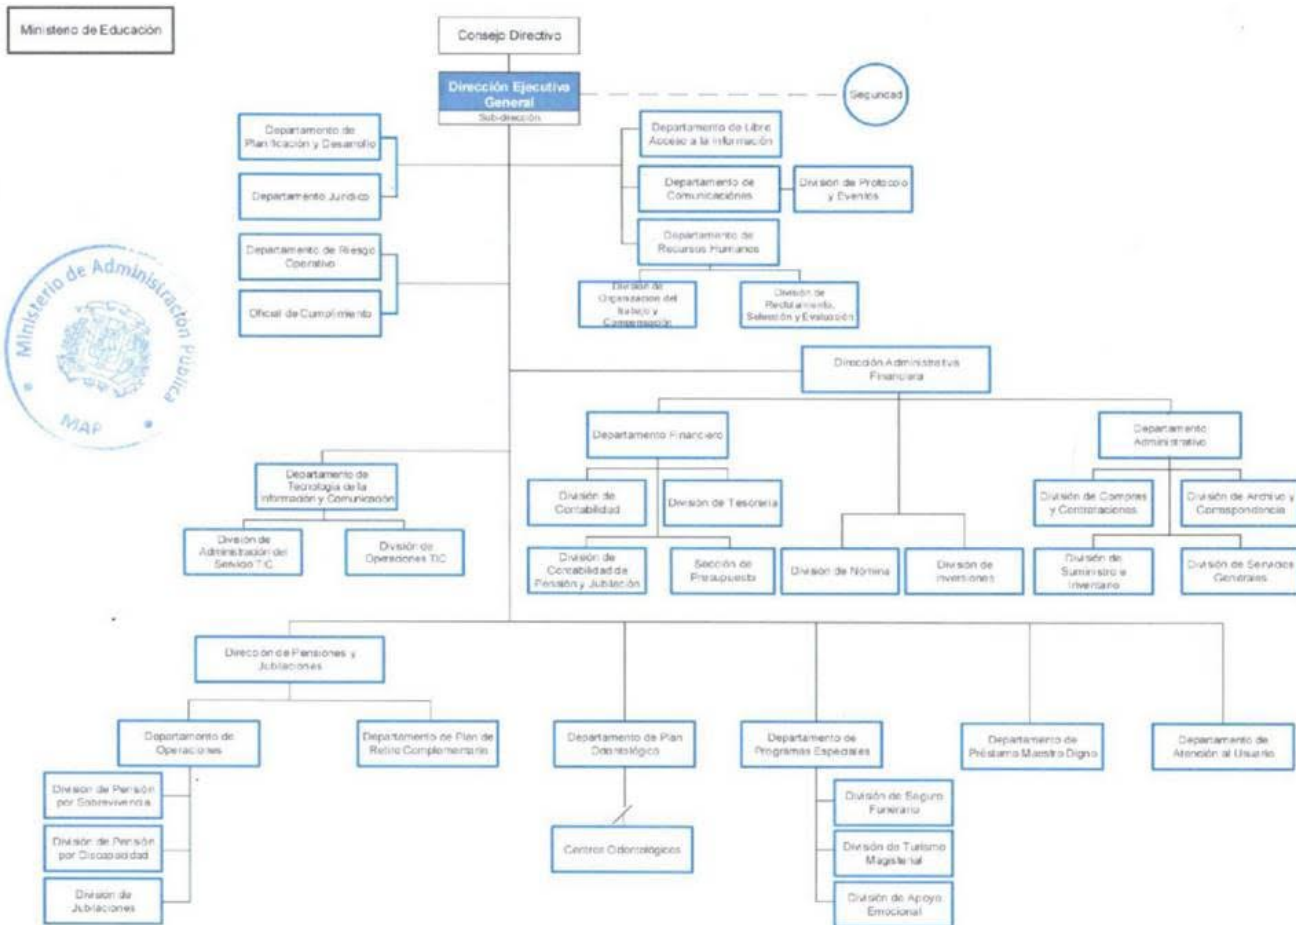 Ministerio de Educación
Consejo Directivo
Dirección Ejecutiva
General
Sub-dirección
Seguridad
Departamento de
Planificación y Desarrollo
Departamento Jurídico
Departamento de Riesgo
Operativo
Oficial de Cumplimiento
Departamento de Libre
Acceso a la Información
Departamento de
Comunicaciones
División de Protocolo
y Eventos
Departamento de
Recursos Humanos
División de
Organización del
trabajo y
Compensación
División de
Reclutamiento,
Selección y Evaluación
Ministerio de Administración Pública
MAP
Dirección Administrativa
Financiera
Departamento Financiero
Departamento
Administrativo
División de
Contabilidad
División de Tesorería
División de
Contabilidad de
Pensión y Jubilación
Sección de
Presupuesto
División de Nómina
División de
Inversiones
División de Compras
y Contrataciones
División de Archivo y
Correspondencia
División de
Suministro e
Inventario
División de Servicios
Generales
Departamento de
Tecnología de la
Información y Comunicación
División de
Administración del
Servicio TIC
División de
Operaciones TIC
Dirección de Pensiones y
Jubilaciones
Departamento de
Operaciones
Departamento de Plan de
Retiro Complementario
Departamento de Plan
Odontológico
Departamento de
Programas Especiales
Departamento de
Préstamo Maestro Digno
Departamento de
Atención al Usuario
División de Pensión
por Sobrevivencia
División de Pensión
por Discapacidad
División de
Jubilaciones
Centros Odontológicos
División de Seguro
Funerario
División de Turismo
Magisterial
División de Apoyo
Emocional